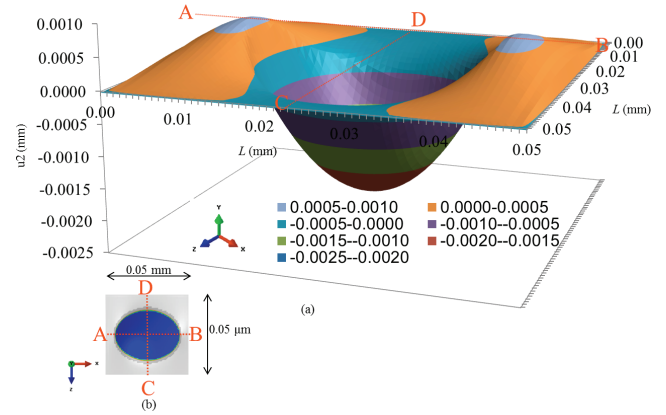 A
D
B
C
0.0010
0.0005
0.0000
-0.0005
-0.0010
-0.0015
-0.0020
-0.0025
u2 (mm)
0.00
0.01
0.02
0.03
0.04
0.05
L (mm)
0.00
0.01
0.02
0.03
0.04
0.05
L (mm)
Y
Z
X
0.0005-0.0010
0.0000-0.0005
-0.0005-0.0000
-0.0010--0.0005
-0.0015--0.0010
-0.0020--0.0015
-0.0025--0.0020
(a)
0.05 mm
D
A
B
C
0.05 µm
Y
X
Z
(b)